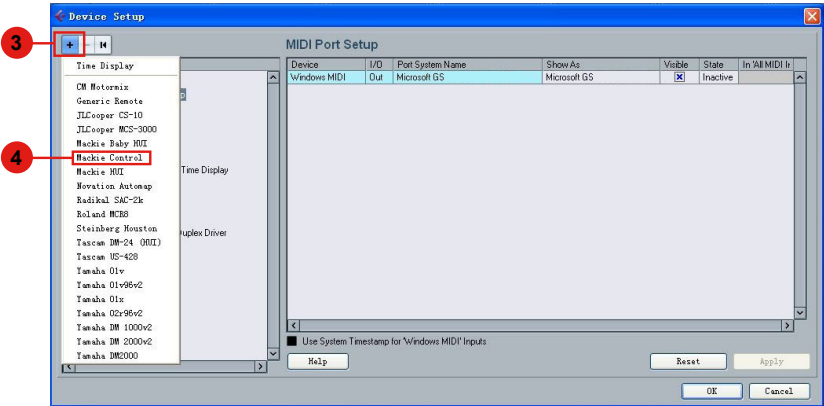 Device Setup
3
+ -
MIDI Port Setup
Time Display
Device I/O Port System Name Show As Visible State In 'All MIDI In
Windows MIDI Out Microsoft GS Microsoft GS Inactive
CM Motormix
Generic Remote
JLCooper CS-10
JLCooper MCS-3000
Mackie Baby HUI
4
Mackie Control
Mackie HUI
Time Display
Novation Automap
Radikal SAC-2k
Roland MCR8
Steinberg Houston
uplex Driver
Tascam DM-24 (HUI)
Tascam US-428
Yamaha 01v
Yamaha 01v96v2
Yamaha 01x
Yamaha 02r96v2
Yamaha DM 1000v2
Yamaha DM 2000v2
Yamaha DM2000
Use System Timestamp for 'Windows MIDI' Inputs
Help Reset Apply
OK Cancel